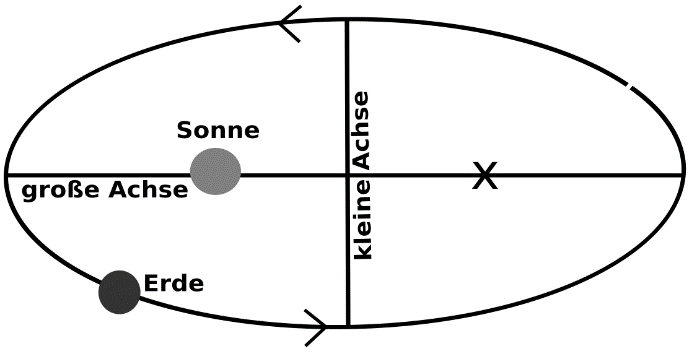 Sonne
große Achse
kleine Achse
X
Erde